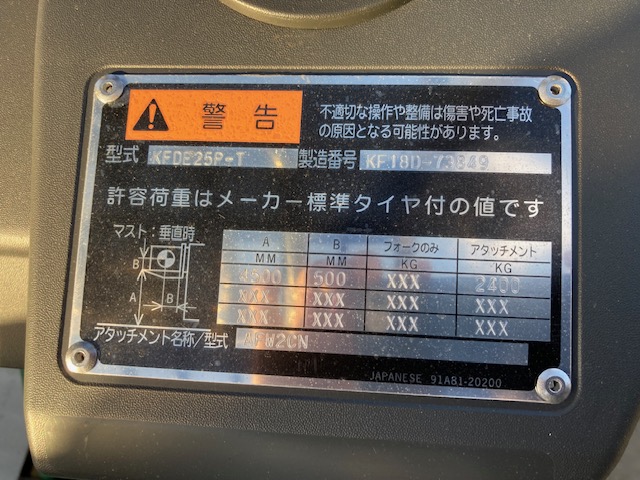 警告
不適切な操作や整備は傷害や死亡事故
の原因となる可能性があります。
型式 KFDE25P-T 製造番号 KF18D-73849
許容荷重はメーカー標準タイヤ付の値です
マスト：垂直時
A B フォークのみ アタッチメント
MM MM KG KG
500 XXX 2400
XXX XXX XXX XXX
XXX XXX XXX XXX
B
A
B
アタッチメント名称/型式
JAPANESE 91A81-20200